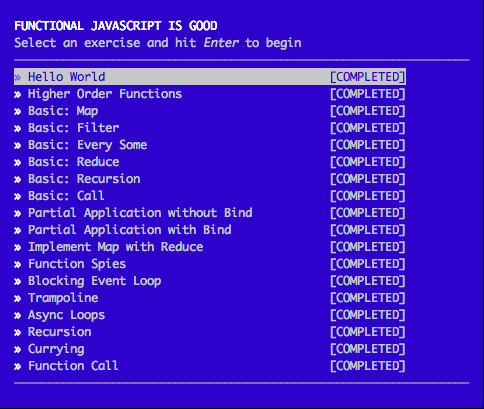 FUNCTIONAL JAVASCRIPT IS GOOD
Select an exercise and hit Enter to begin
» Hello World [COMPLETED]
» Higher Order Functions [COMPLETED]
» Basic: Map [COMPLETED]
» Basic: Filter [COMPLETED]
» Basic: Every Some [COMPLETED]
» Basic: Reduce [COMPLETED]
» Basic: Recursion [COMPLETED]
» Basic: Call [COMPLETED]
» Partial Application without Bind [COMPLETED]
» Partial Application with Bind [COMPLETED]
» Implement Map with Reduce [COMPLETED]
» Function Spies [COMPLETED]
» Blocking Event Loop [COMPLETED]
» Trampoline [COMPLETED]
» Async Loops [COMPLETED]
» Recursion [COMPLETED]
» Currying [COMPLETED]
» Function Call [COMPLETED]